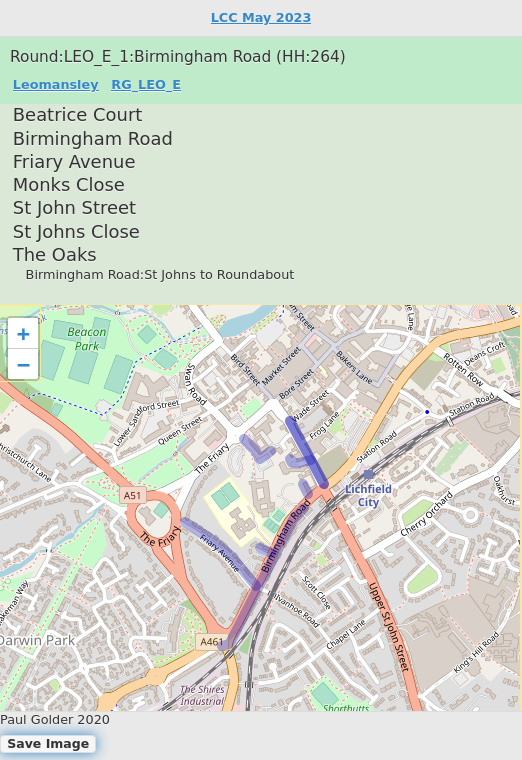 LCC May 2023
Round:LEO_E_1:Birmingham Road (HH:264)
Leomansley RG_LEO_E
Beatrice Court
Birmingham Road
Friary Avenue
Monks Close
St John Street
St Johns Close
The Oaks
Birmingham Road:St Johns to Roundabout
+
−
Beacon
Park
Swan Road
Bird Street
Market Street
Bore Street
Bakers Lane
Wade Street
Frog Lane
Lower Sandford Street
Queen Street
The Friary
Rotten Row
Deans Croft
Station Road
Station Road
Lichfield
City
Cherry Orchard
Oakhurst
A51
The Friary
Friary Avenue
Birmingham Road
Scott Close
Chapel Lane
Upper St John Street
King's Hill Road
A461
Darwin Park
The Shires
Industrial
Shortbutts
Paul Golder 2020
Save Image